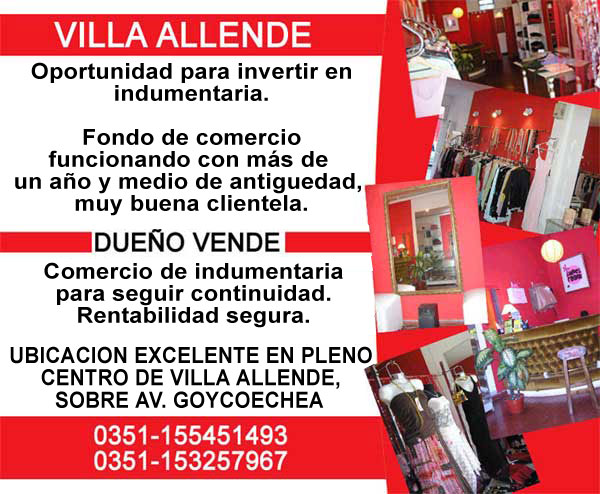 VILLA ALLENDE
Oportunidad para invertir en
indumentaria.
Fondo de comercio
funcionando con más de
un año y medio de antiguedad,
muy buena clientela.
DUEÑO VENDE
Comercio de indumentaria
para seguir continuidad.
Rentabilidad segura.
UBICACION EXCELENTE EN PLENO
CENTRO DE VILLA ALLENDE,
SOBRE AV. GOYCOECHEA
0351-155451493
0351-153257967